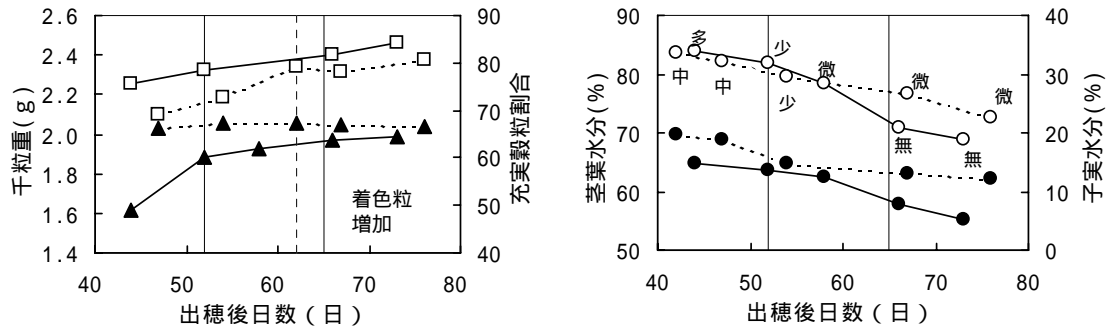 2.6
2.4
2.2
2.0
1.8
1.6
1.4
千粒重(g)
90
80
70
60
50
40
充実穀粒割合
着色粒
増加
40 50 60 70 80
出穂後日数(日)
90
80
70
60
50
茎葉水分(%)
40
30
20
10
0
子実水分(%)
多
少
中
中
少
微
微
微
無
無
40 50 60 70 80
出穂後日数(日)